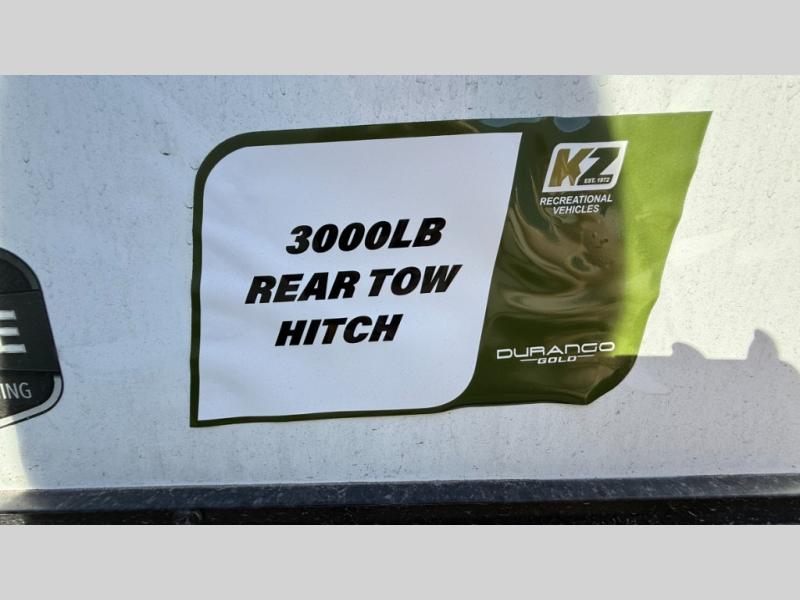 3000LB
REAR TOW
HITCH
KZ
EST. 1972
RECREATIONAL
VEHICLES
DURANGO
GOLD
E
ING